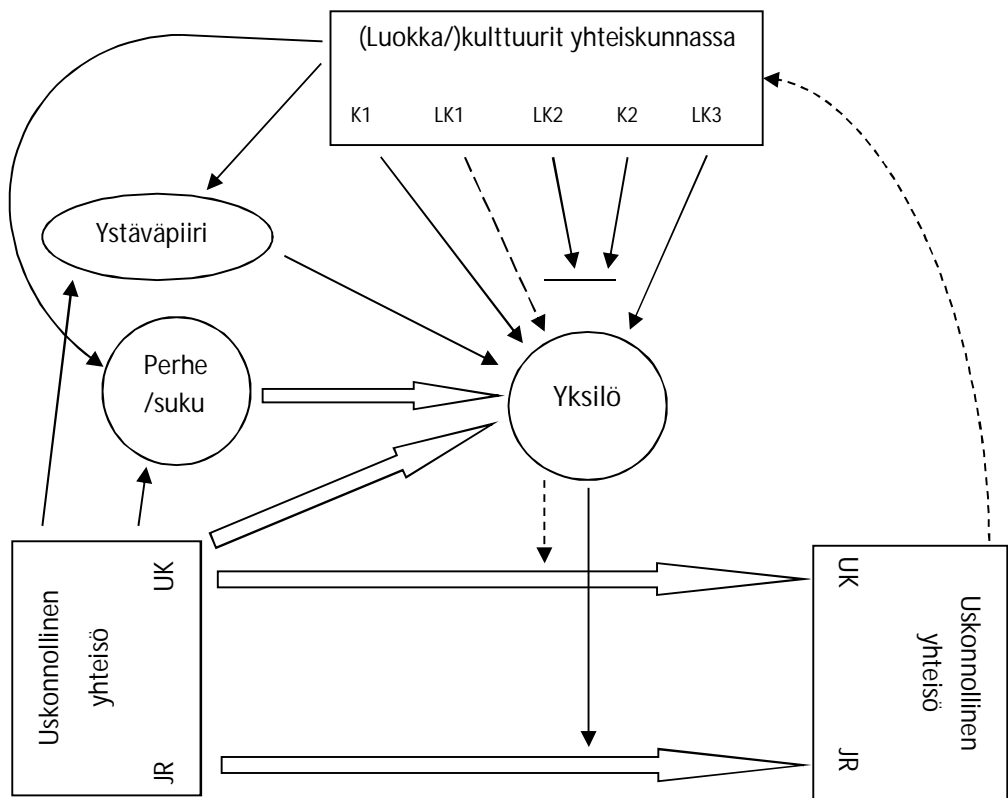 (Luokka/)kulttuurit yhteiskunnassa
K1 LK1 LK2 K2 LK3
Ystäväpiiri
Perhe
/suku
Yksilö
Uskonnollinen
yhteisö
UK
JR
UK
JR
Uskonnollinen
yhteisö